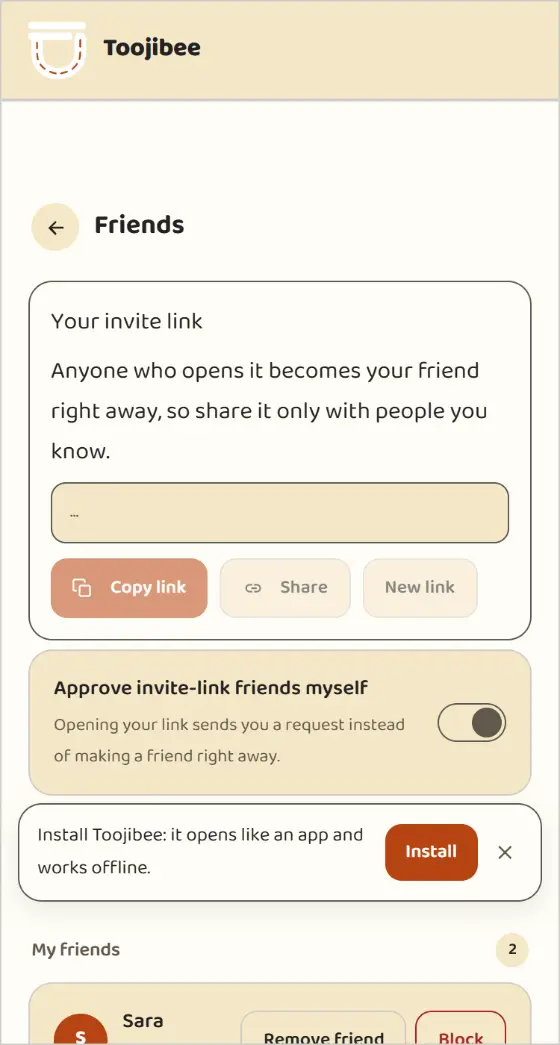 Toojibee
Friends
Your invite link
Anyone who opens it becomes your friend
right away, so share it only with people you
know.
...
Copy link
Share
New link
Approve invite-link friends myself
Opening your link sends you a request instead
of making a friend right away.
Install Toojibee: it opens like an app and
works offline.
Install
My friends
2
S
Sara
Remove friend
Block